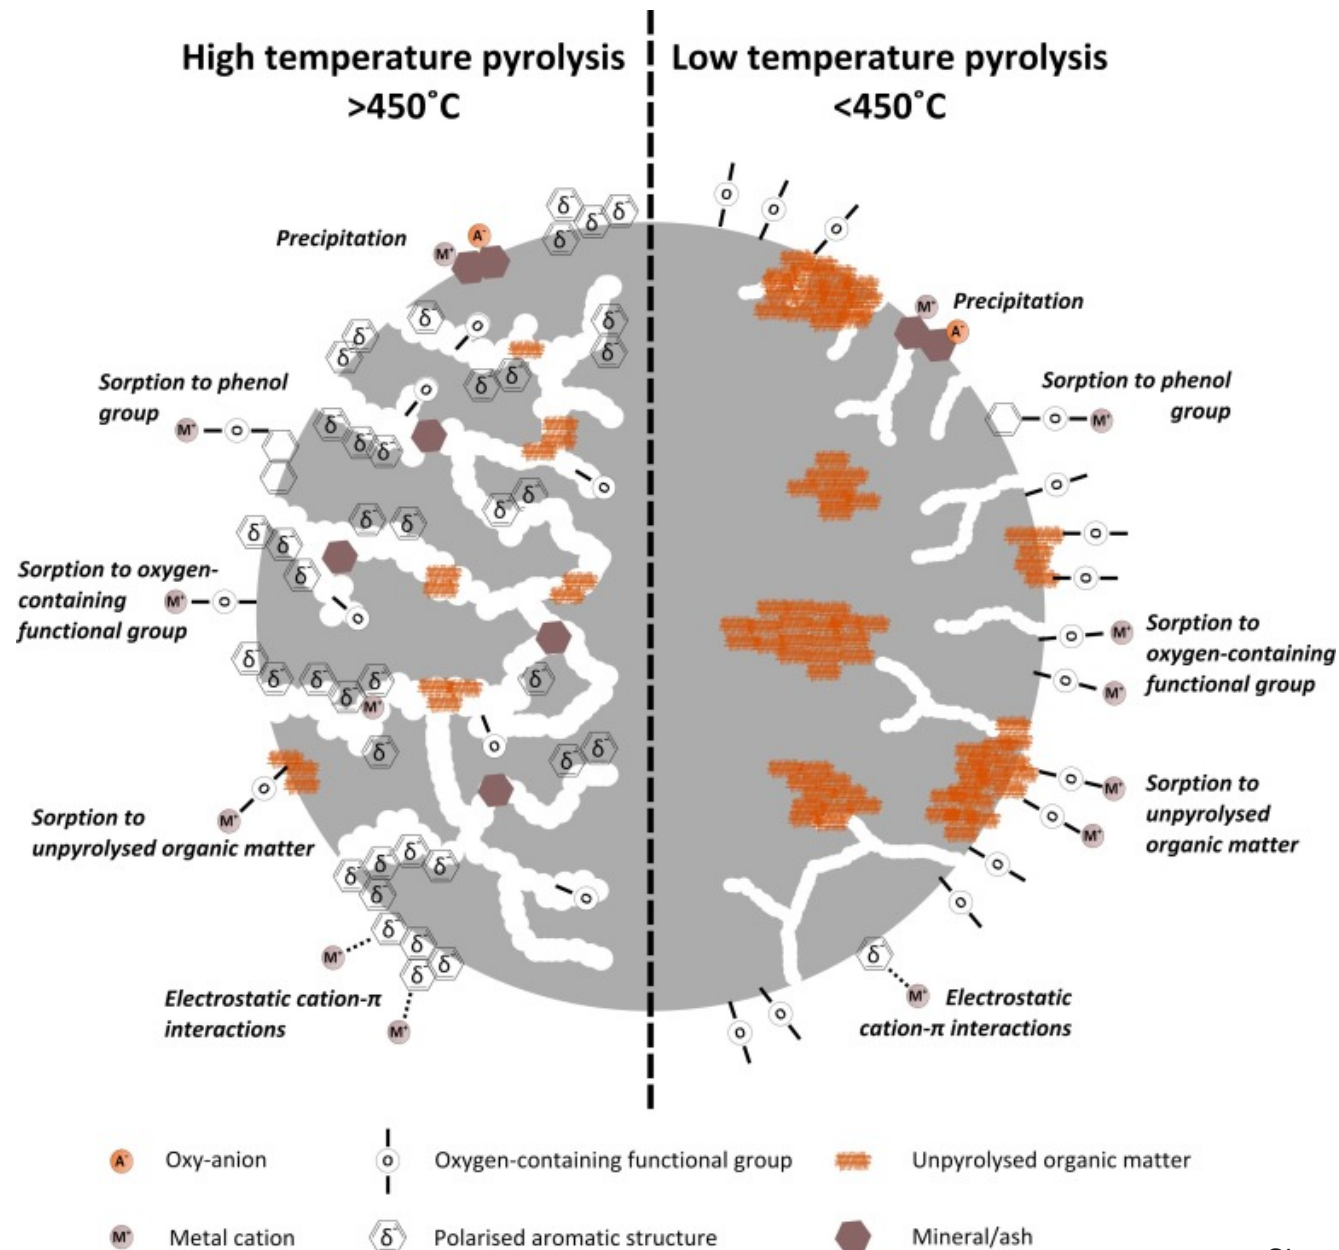 High temperature pyrolysis
>450˚C
Low temperature pyrolysis
<450˚C
Precipitation
M⁺
A⁻
Sorption to phenol
group
M⁺
O
Sorption to oxygen-
containing
functional group
M⁺
O
Sorption to
unpyrolysed organic matter
M⁺
O
Electrostatic cation-π
interactions
M⁺
M⁺
δ⁻
Precipitation
M⁺
A⁻
Sorption to phenol
group
O
M⁺
Sorption to
oxygen-containing
functional group
O
M⁺
O
M⁺
Sorption to
unpyrolysed
organic matter
O
M⁺
O
M⁺
Electrostatic
cation-π interactions
δ⁻
M⁺
A⁻ Oxy-anion
O Oxygen-containing functional group
Unpyrolysed organic matter
M⁺ Metal cation
δ⁻ Polarised aromatic structure
Mineral/ash